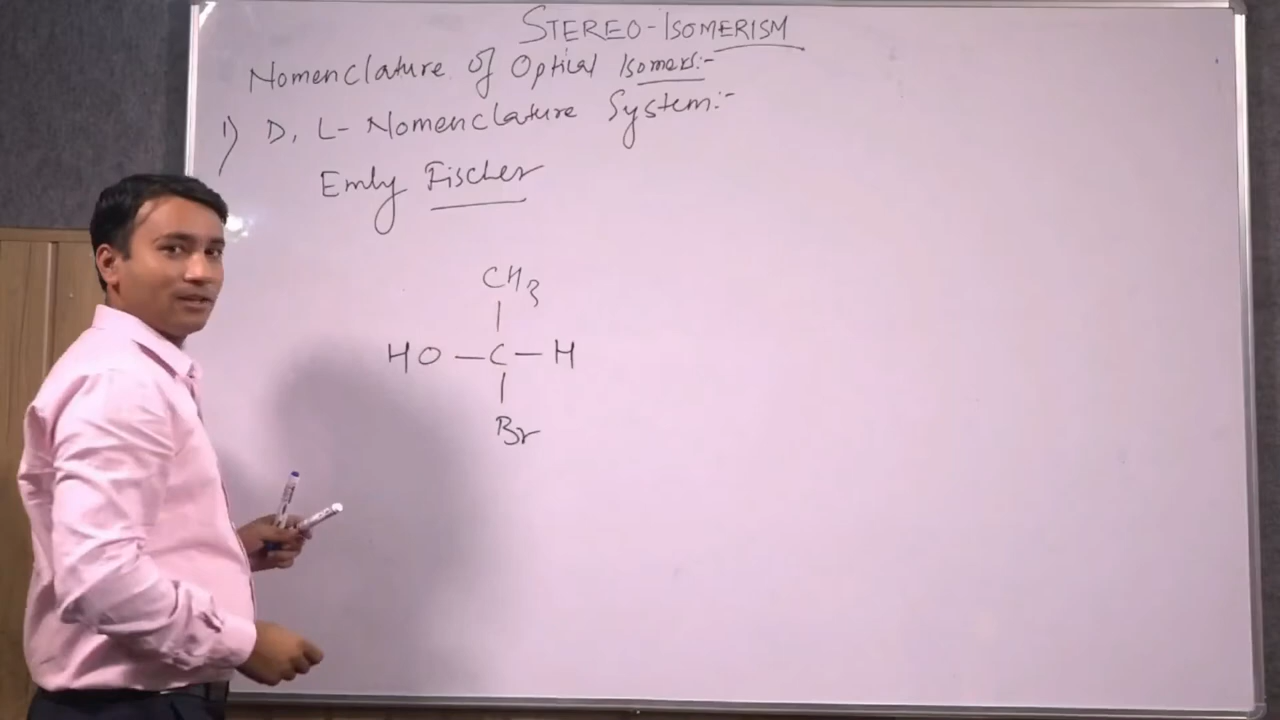 STEREO-ISOMERISM
Nomenclature of Optical Isomers:-
1) D, L- Nomenclature System:-
Emly Fischer
CH3
HO — C — H
Br